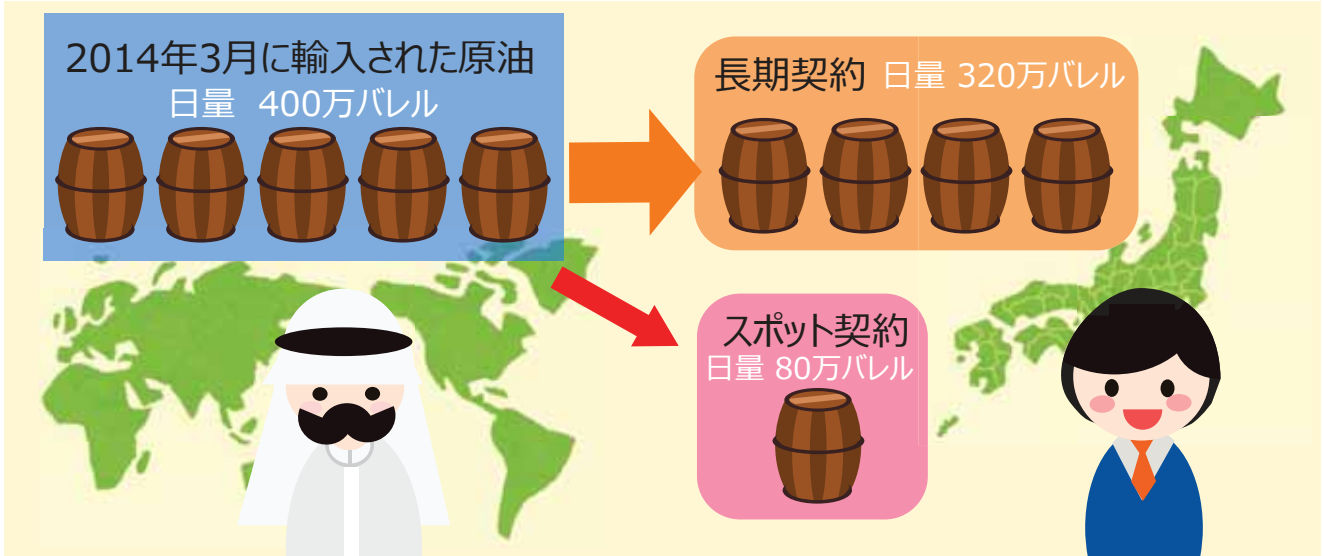 2014年3月に輸入された原油
日量 400万バレル
長期契約 日量 320万バレル
スポット契約
日量 80万バレル